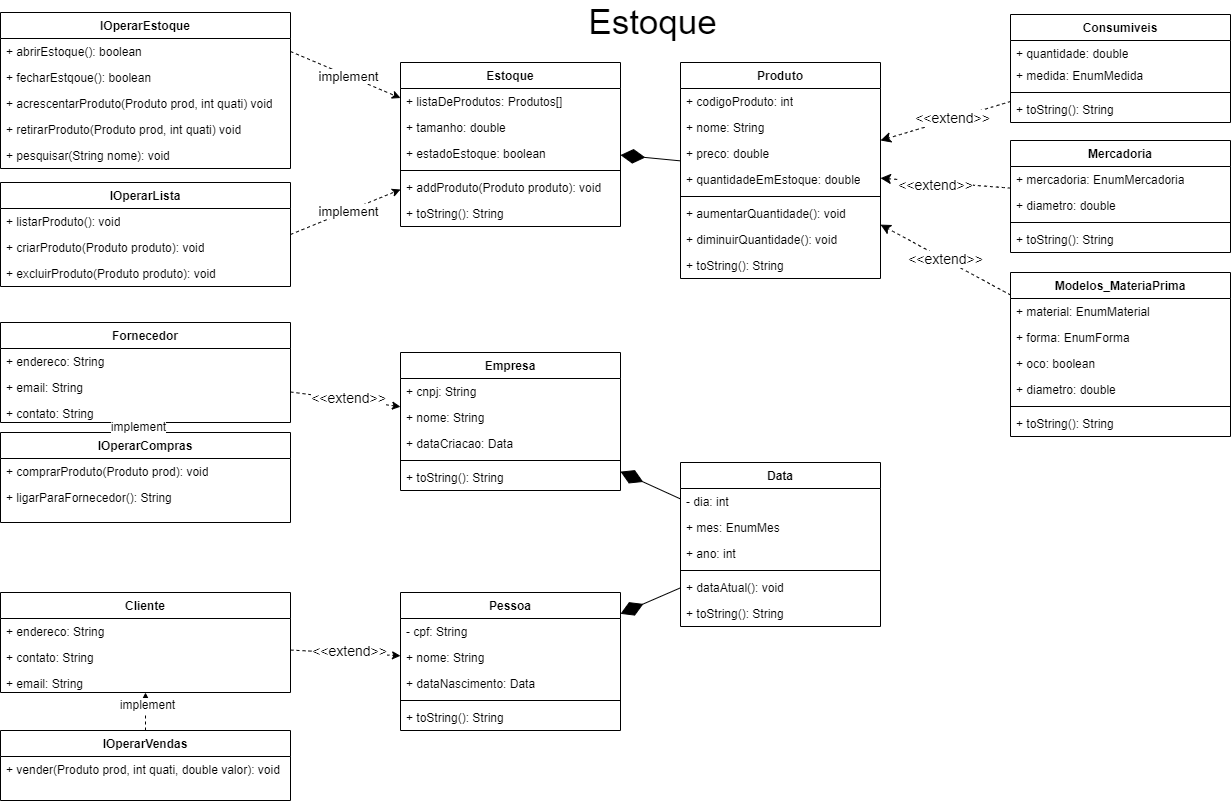 Estoque
IOperarEstoque
+ abrirEstoque(): boolean
+ fecharEstqoue(): boolean
+ acrescentarProduto(Produto prod, int quati) void
+ retirarProduto(Produto prod, int quati) void
+ pesquisar(String nome): void
implement
IOperarLista
+ listarProduto(): void
+ criarProduto(Produto produto): void
+ excluirProduto(Produto produto): void
implement
Estoque
+ listaDeProdutos: Produtos[]
+ tamanho: double
+ estadoEstoque: boolean
+ addProduto(Produto produto): void
+ toString(): String
Produto
+ codigoProduto: int
+ nome: String
+ preco: double
+ quantidadeEmEstoque: double
+ aumentarQuantidade(): void
+ diminuirQuantidade(): void
+ toString(): String
<<extend>>
<<extend>>
<<extend>>
Consumiveis
+ quantidade: double
+ medida: EnumMedida
+ toString(): String
Mercadoria
+ mercadoria: EnumMercadoria
+ diametro: double
+ toString(): String
Modelos_MateriaPrima
+ material: EnumMaterial
+ forma: EnumForma
+ oco: boolean
+ diametro: double
+ toString(): String
Fornecedor
+ endereco: String
+ email: String
+ contato: String
implement
IOperarCompras
+ comprarProduto(Produto prod): void
+ ligarParaFornecedor(): String
<<extend>>
Empresa
+ cnpj: String
+ nome: String
+ dataCriacao: Data
+ toString(): String
Data
- dia: int
+ mes: EnumMes
+ ano: int
+ dataAtual(): void
+ toString(): String
Cliente
+ endereco: String
+ contato: String
+ email: String
implement
IOperarVendas
+ vender(Produto prod, int quati, double valor): void
<<extend>>
Pessoa
- cpf: String
+ nome: String
+ dataNascimento: Data
+ toString(): String